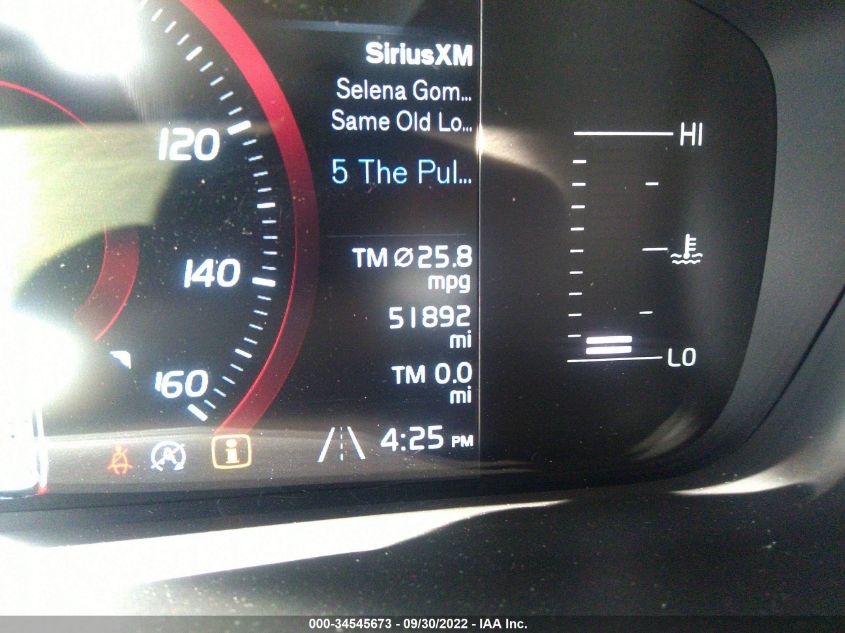 SiriusXM
Selena Gom...
Same Old Lo...
5 The Pul...
120
140
160
TM Ø25.8
mpg
51892
mi
TM 0.0
mi
4:25 PM
HI
LO
000-34545673 - 09/30/2022 - IAA Inc.